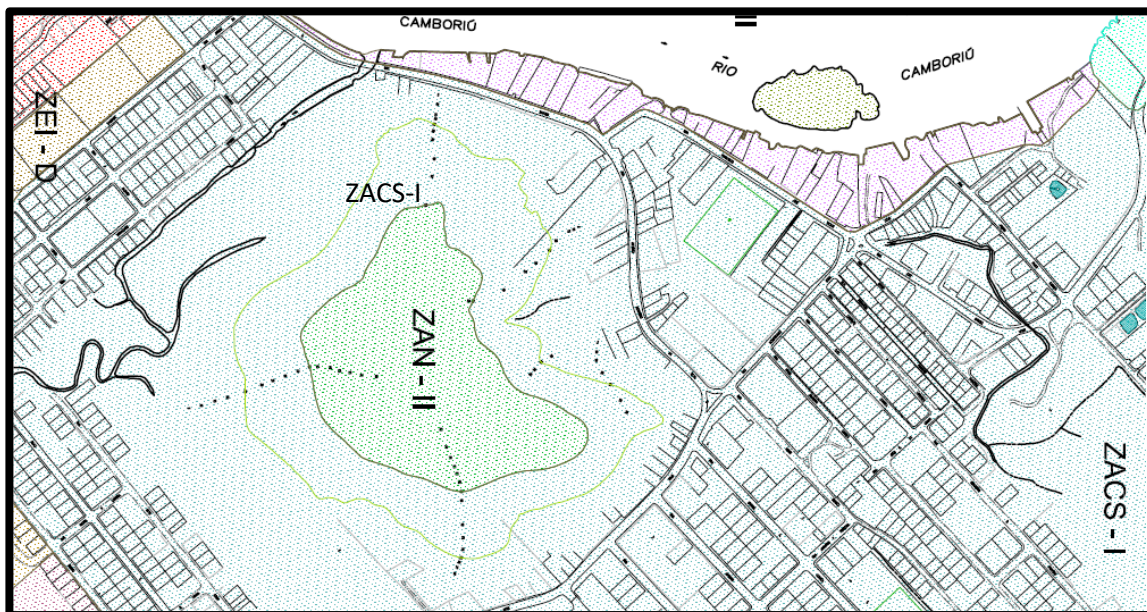 CAMBORIÚ
RIO
CAMBORIÚ
ZEI - D
ZACS-I
ZAN - II
ZACS - I